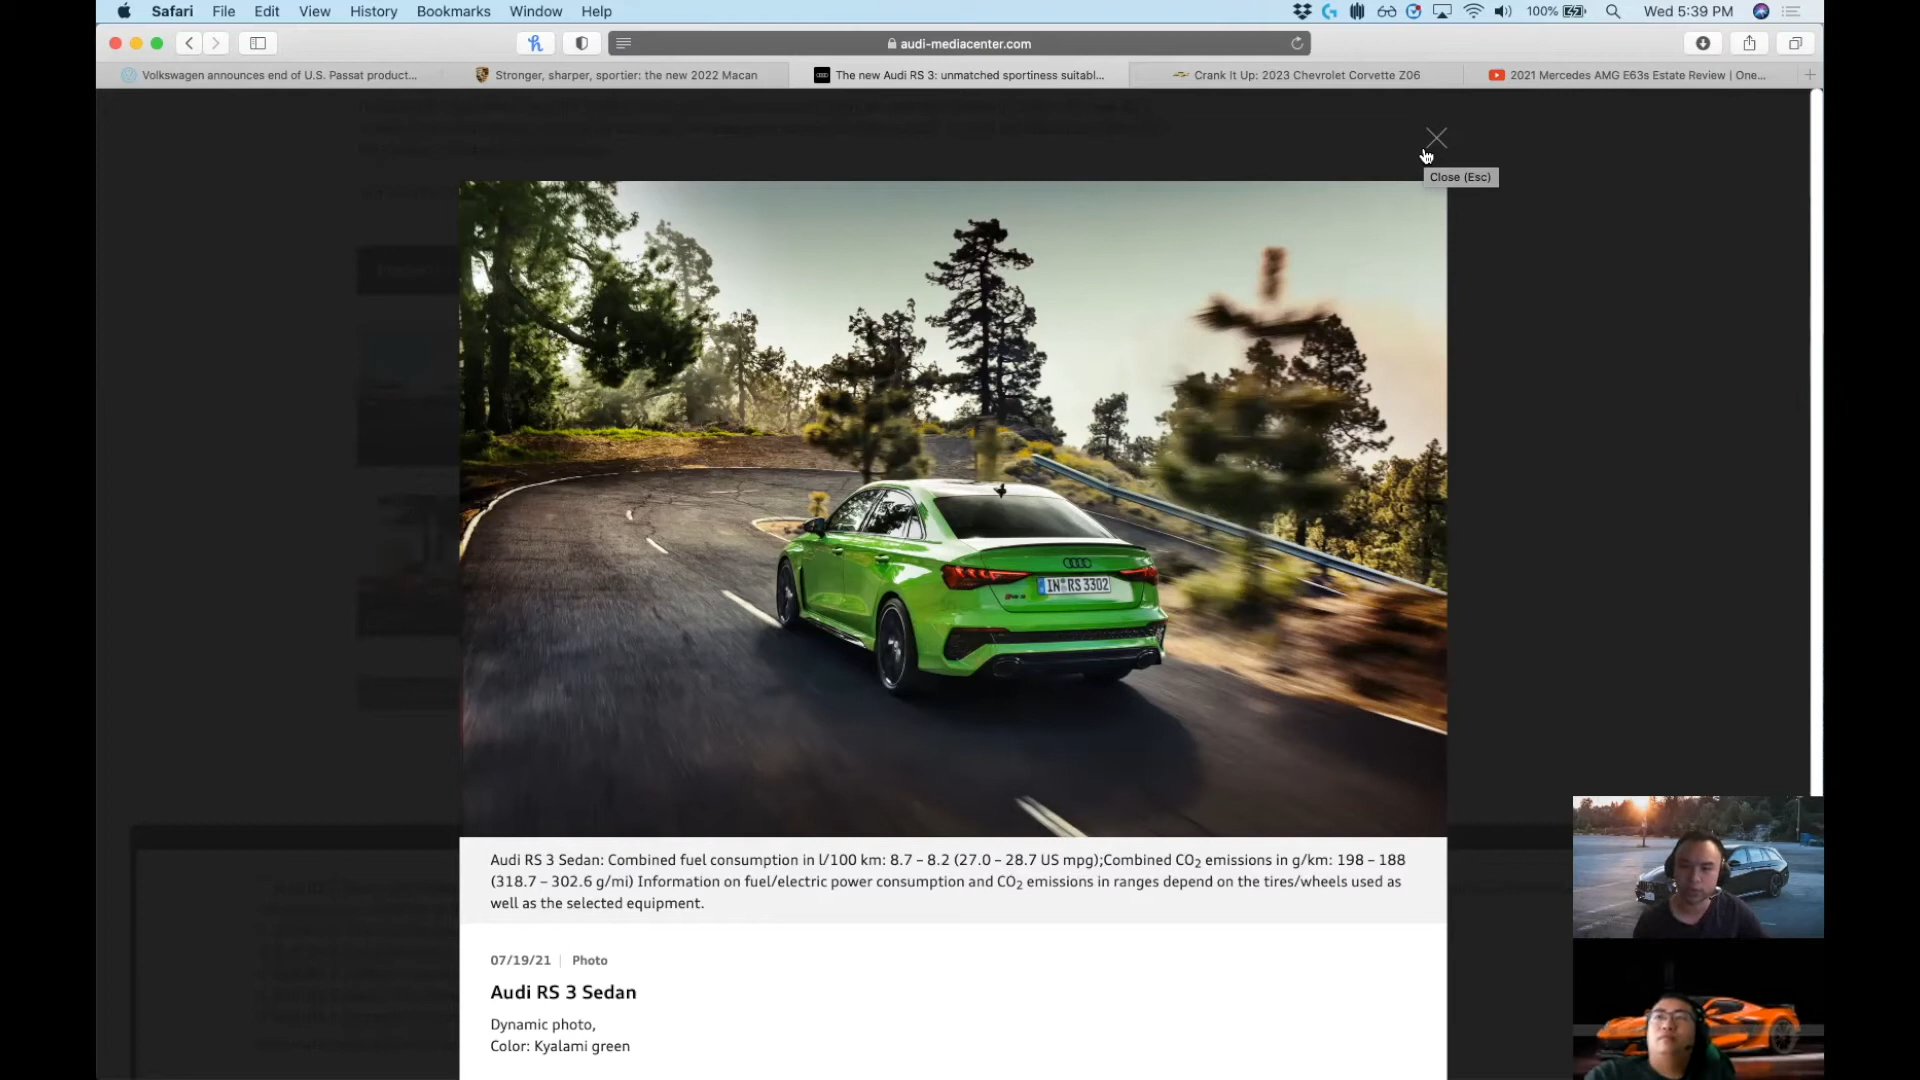 Safari File Edit View History Bookmarks Window Help 100% Wed 5:39 PM
audi-mediacenter.com
Volkswagen announces end of U.S. Passat product... Stronger, sharper, sportier: the new 2022 Macan The new Audi RS 3: unmatched sportiness suitabl... Crank It Up: 2023 Chevrolet Corvette Z06 2021 Mercedes AMG E63s Estate Review | One...
Close (Esc)
IN RS 3302
Audi RS 3 Sedan: Combined fuel consumption in l/100 km: 8.7 – 8.2 (27.0 – 28.7 US mpg);Combined CO₂ emissions in g/km: 198 – 188
(318.7 – 302.6 g/mi) Information on fuel/electric power consumption and CO₂ emissions in ranges depend on the tires/wheels used as
well as the selected equipment.
07/19/21 | Photo
Audi RS 3 Sedan
Dynamic photo,
Color: Kyalami green